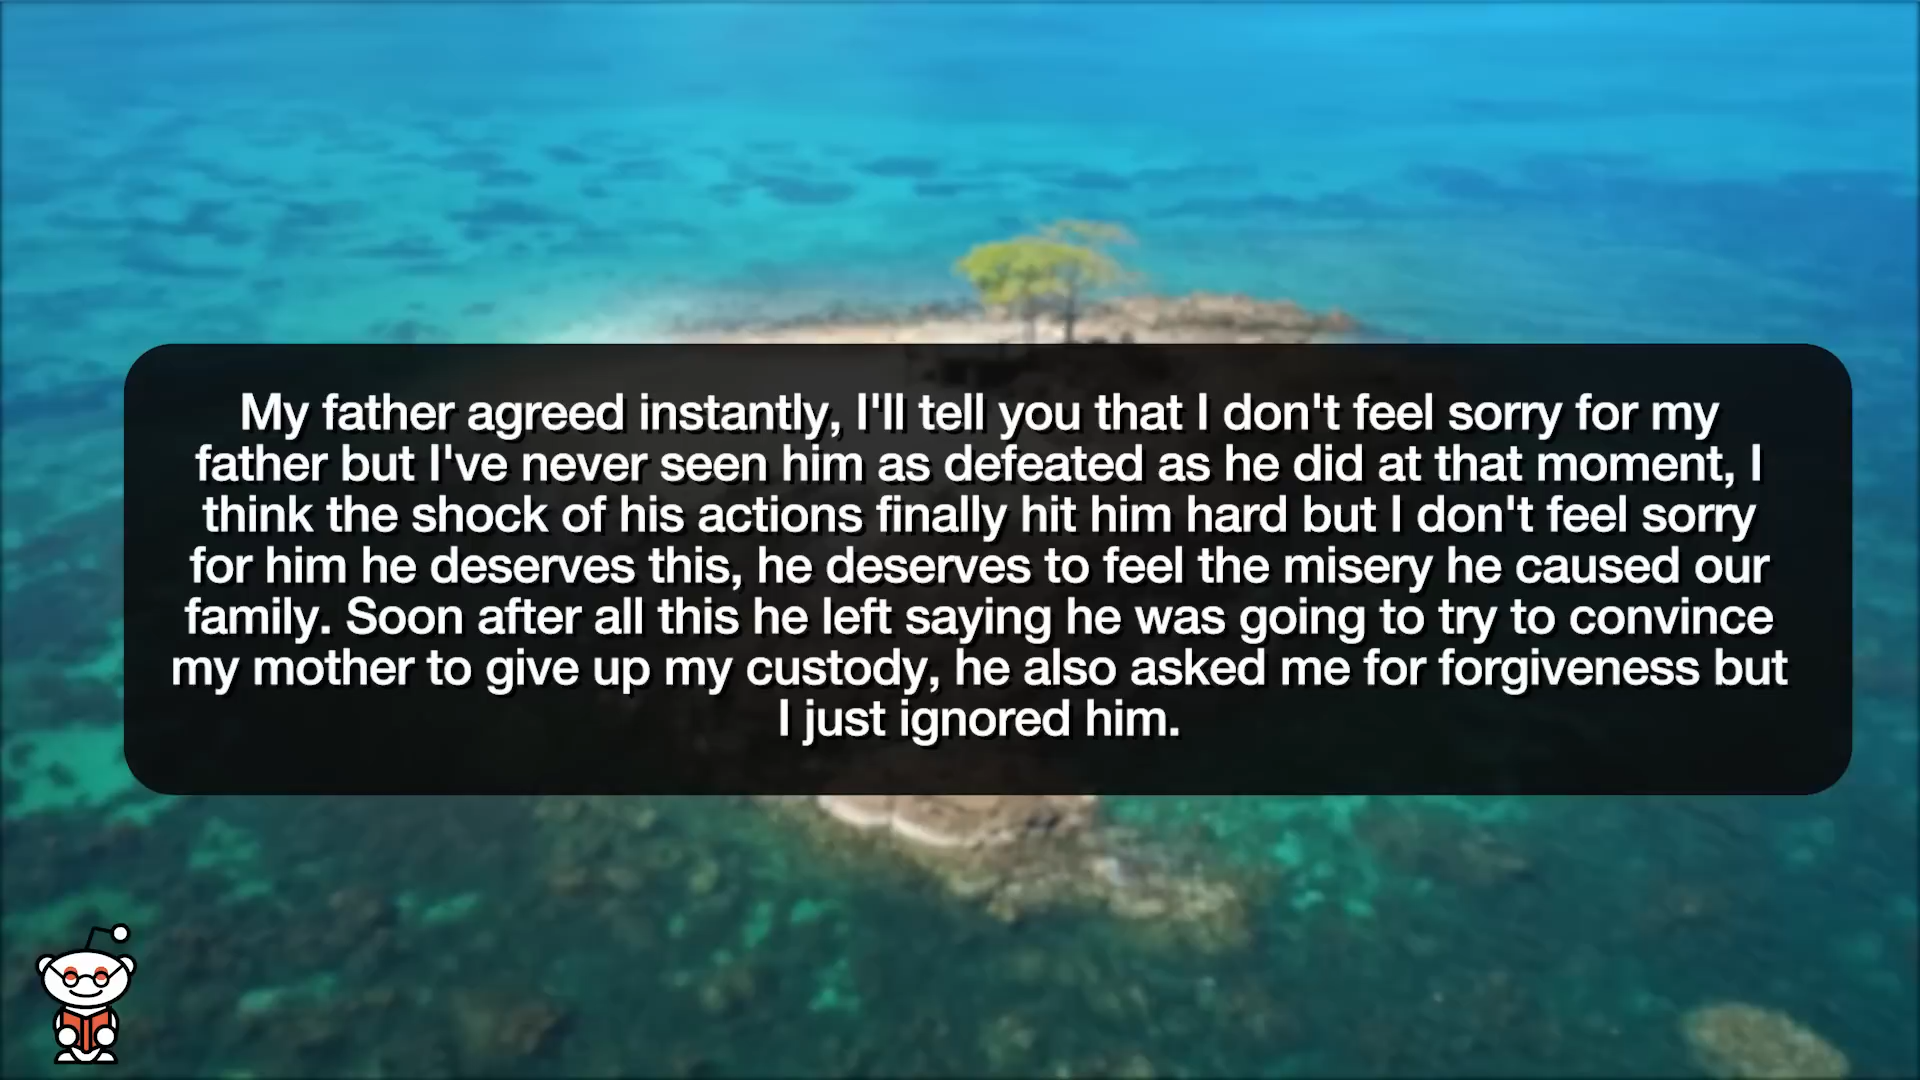 My father agreed instantly, I'll tell you that I don't feel sorry for my
father but I've never seen him as defeated as he did at that moment, I
think the shock of his actions finally hit him hard but I don't feel sorry
for him he deserves this, he deserves to feel the misery he caused our
family. Soon after all this he left saying he was going to try to convince
my mother to give up my custody, he also asked me for forgiveness but
I just ignored him.